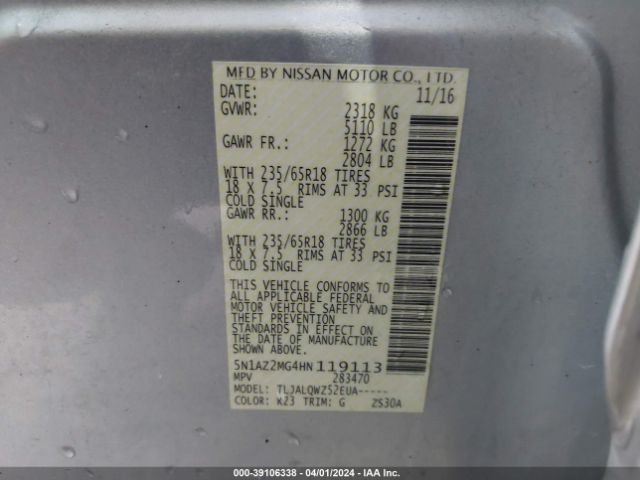 MFD BY NISSAN MOTOR CO., LTD.
DATE: 11/16
GVWR: 2318 KG
5110 LB
GAWR FR.: 1272 KG
2804 LB
WITH 235/65R18 TIRES
18 X 7.5 RIMS AT 33 PSI
COLD SINGLE
GAWR RR.: 1300 KG
2866 LB
WITH 235/65R18 TIRES
18 X 7.5 RIMS AT 33 PSI
COLD SINGLE
THIS VEHICLE CONFORMS TO
ALL APPLICABLE FEDERAL
MOTOR VEHICLE SAFETY AND
THEFT PREVENTION
STANDARDS IN EFFECT ON
THE DATE OF MANUFACTURE
SHOWN ABOVE.
5N1AZ2MG4HN119113
MPV 283470
MODEL: TLJALQWZ52EUA-----
COLOR: K23 TRIM: G ZS30A
000-39106338 - 04/01/2024 - IAAI.com